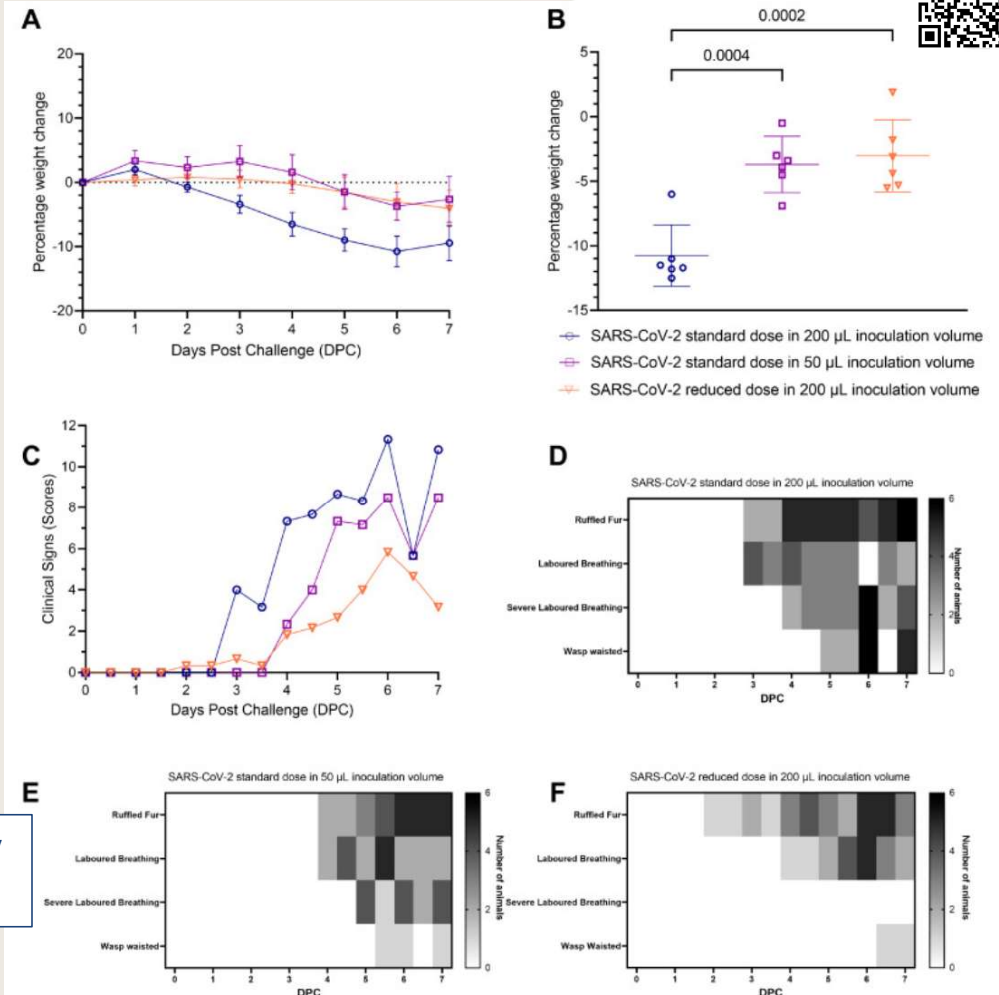 A
Percentage weight change
20
10
0
-10
-20
0 1 2 3 4 5 6 7
Days Post Challenge (DPC)
B
0.0002
0.0004
Percentage weight change
5
0
-5
-10
-15
SARS-CoV-2 standard dose in 200 µL inoculation volume
SARS-CoV-2 standard dose in 50 µL inoculation volume
SARS-CoV-2 reduced dose in 200 µL inoculation volume
C
Clinical Signs (Scores)
12
10
8
6
4
2
0
0 1 2 3 4 5 6 7
Days Post Challenge (DPC)
D
SARS-CoV-2 standard dose in 200 µL inoculation volume
Ruffled Fur
Laboured Breathing
Severe Laboured Breathing
Wasp waisted
0 1 2 3 4 5 6 7
DPC
6
4
2
0
Number of animals
E
SARS-CoV-2 standard dose in 50 µL inoculation volume
Ruffled Fur
Laboured Breathing
Severe Laboured Breathing
Wasp waisted
0 1 2 3 4 5 6 7
DPC
6
4
2
0
Number of animals
F
SARS-CoV-2 reduced dose in 200 µL inoculation volume
Ruffled Fur
Laboured Breathing
Severe Laboured Breathing
Wasp Waisted
0 1 2 3 4 5 6 7
DPC
6
4
2
0
Number of animals